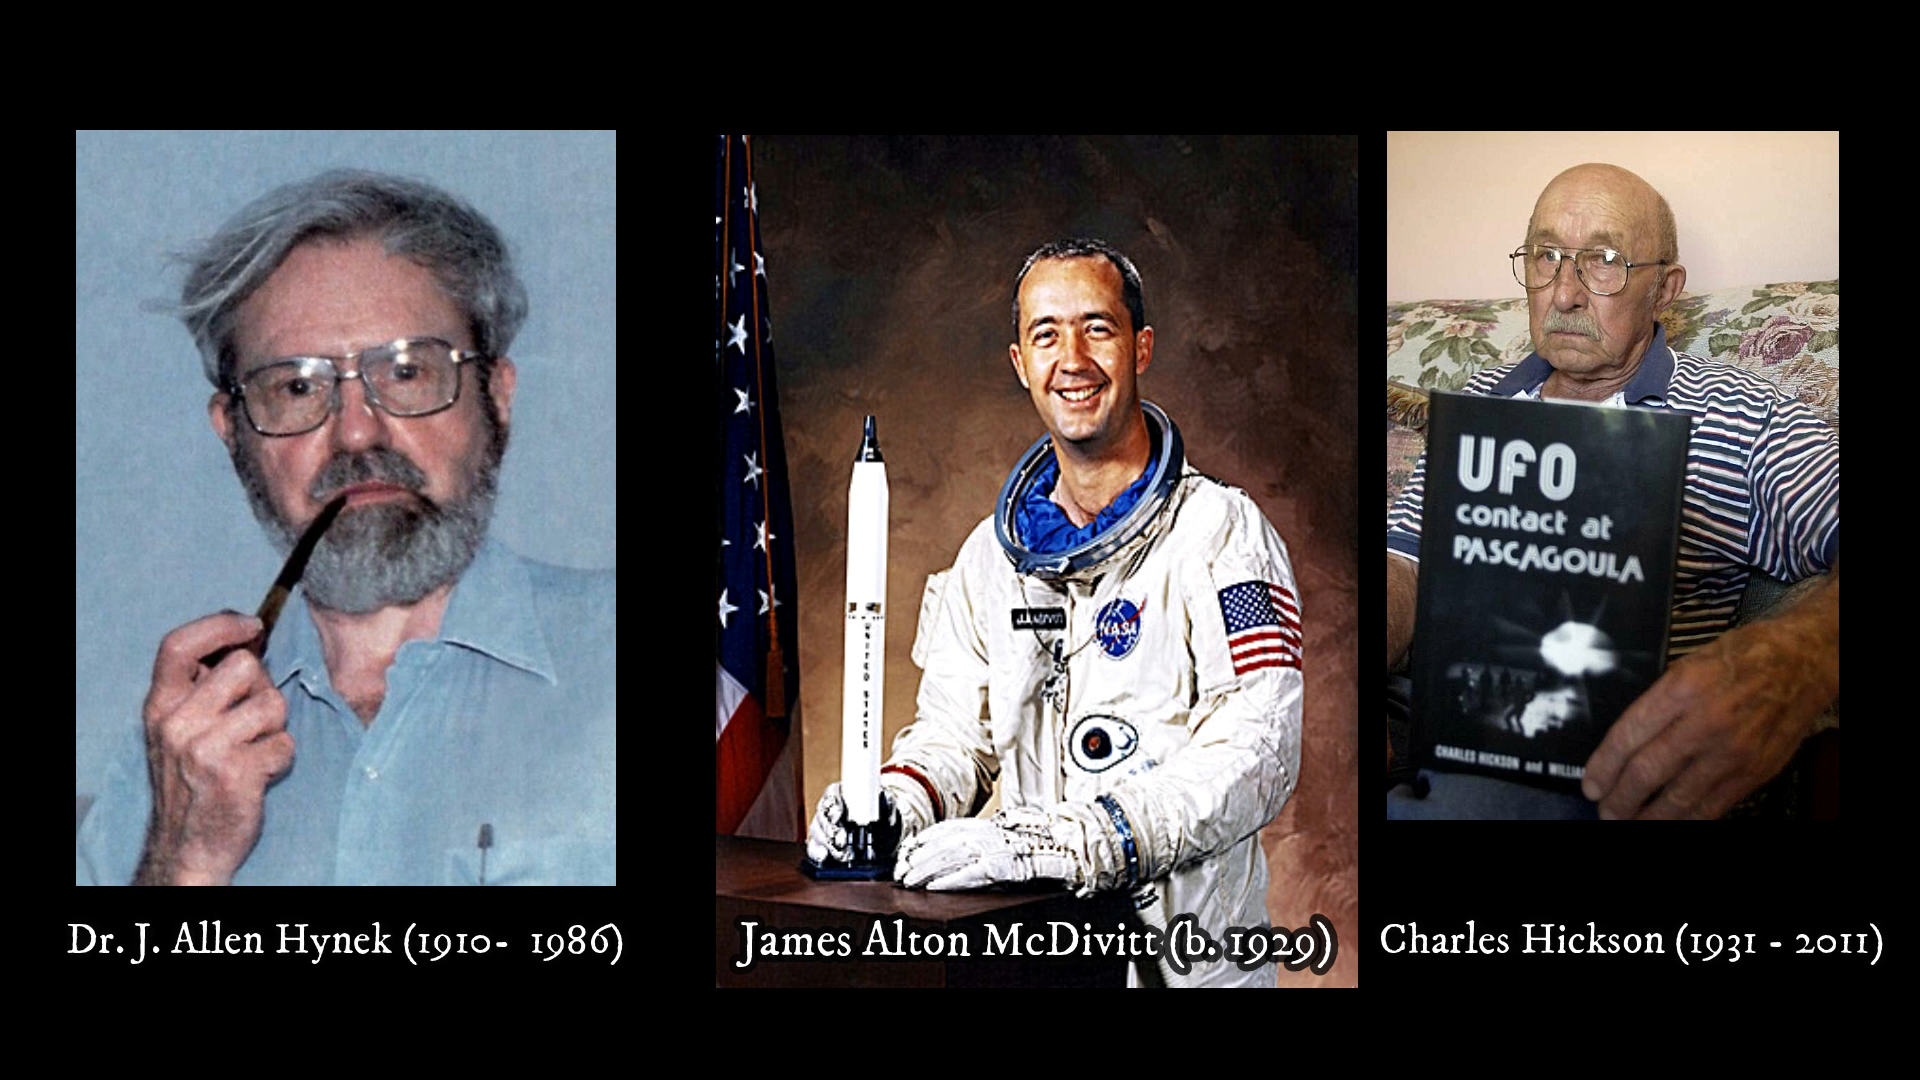 UNITED STATES
NASA
UFO
contact at
PASCAGOULA
CHARLES HICKSON and
Dr. J. Allen Hynek (1910- 1986)
James Alton McDivitt (b. 1929)
Charles Hickson (1931 - 2011)